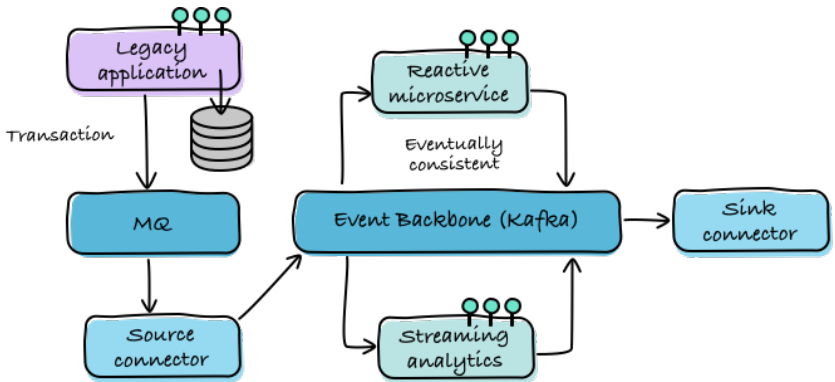 Legacy
application
Transaction
MQ
Source
connector
Reactive
microservice
Eventually
consistent
Event Backbone (Kafka)
Streaming
analytics
Sink
connector